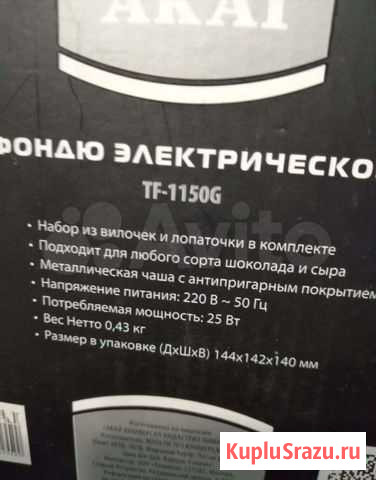 AKAI
ФОНДЮ ЭЛЕКТРИЧЕСКО
TF-1150G
• Набор из вилочек и лопаточки в комплекте
• Подходит для любого сорта шоколада и сыра
• Металлическая чаша с антипригарным покрытием
• Напряжение питания: 220 В ~ 50 Гц
• Потребляемая мощность: 25 Вт
• Вес Нетто 0,43 кг
• Размер в упаковке (ДхШхВ) 144х142х140 мм
Avito
KupluSrazu.ru